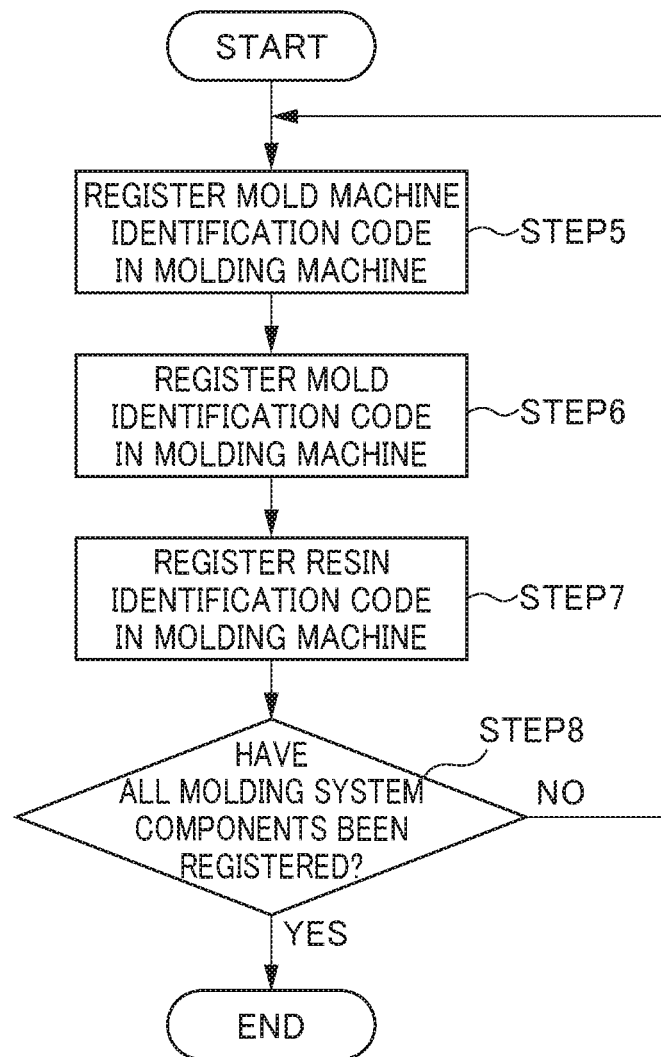 START
REGISTER MOLD MACHINE
IDENTIFICATION CODE
IN MOLDING MACHINE
STEP5
REGISTER MOLD
IDENTIFICATION CODE
IN MOLDING MACHINE
STEP6
REGISTER RESIN
IDENTIFICATION CODE
IN MOLDING MACHINE
STEP7
STEP8
HAVE
ALL MOLDING SYSTEM
COMPONENTS BEEN
REGISTERED?
NO
YES
END